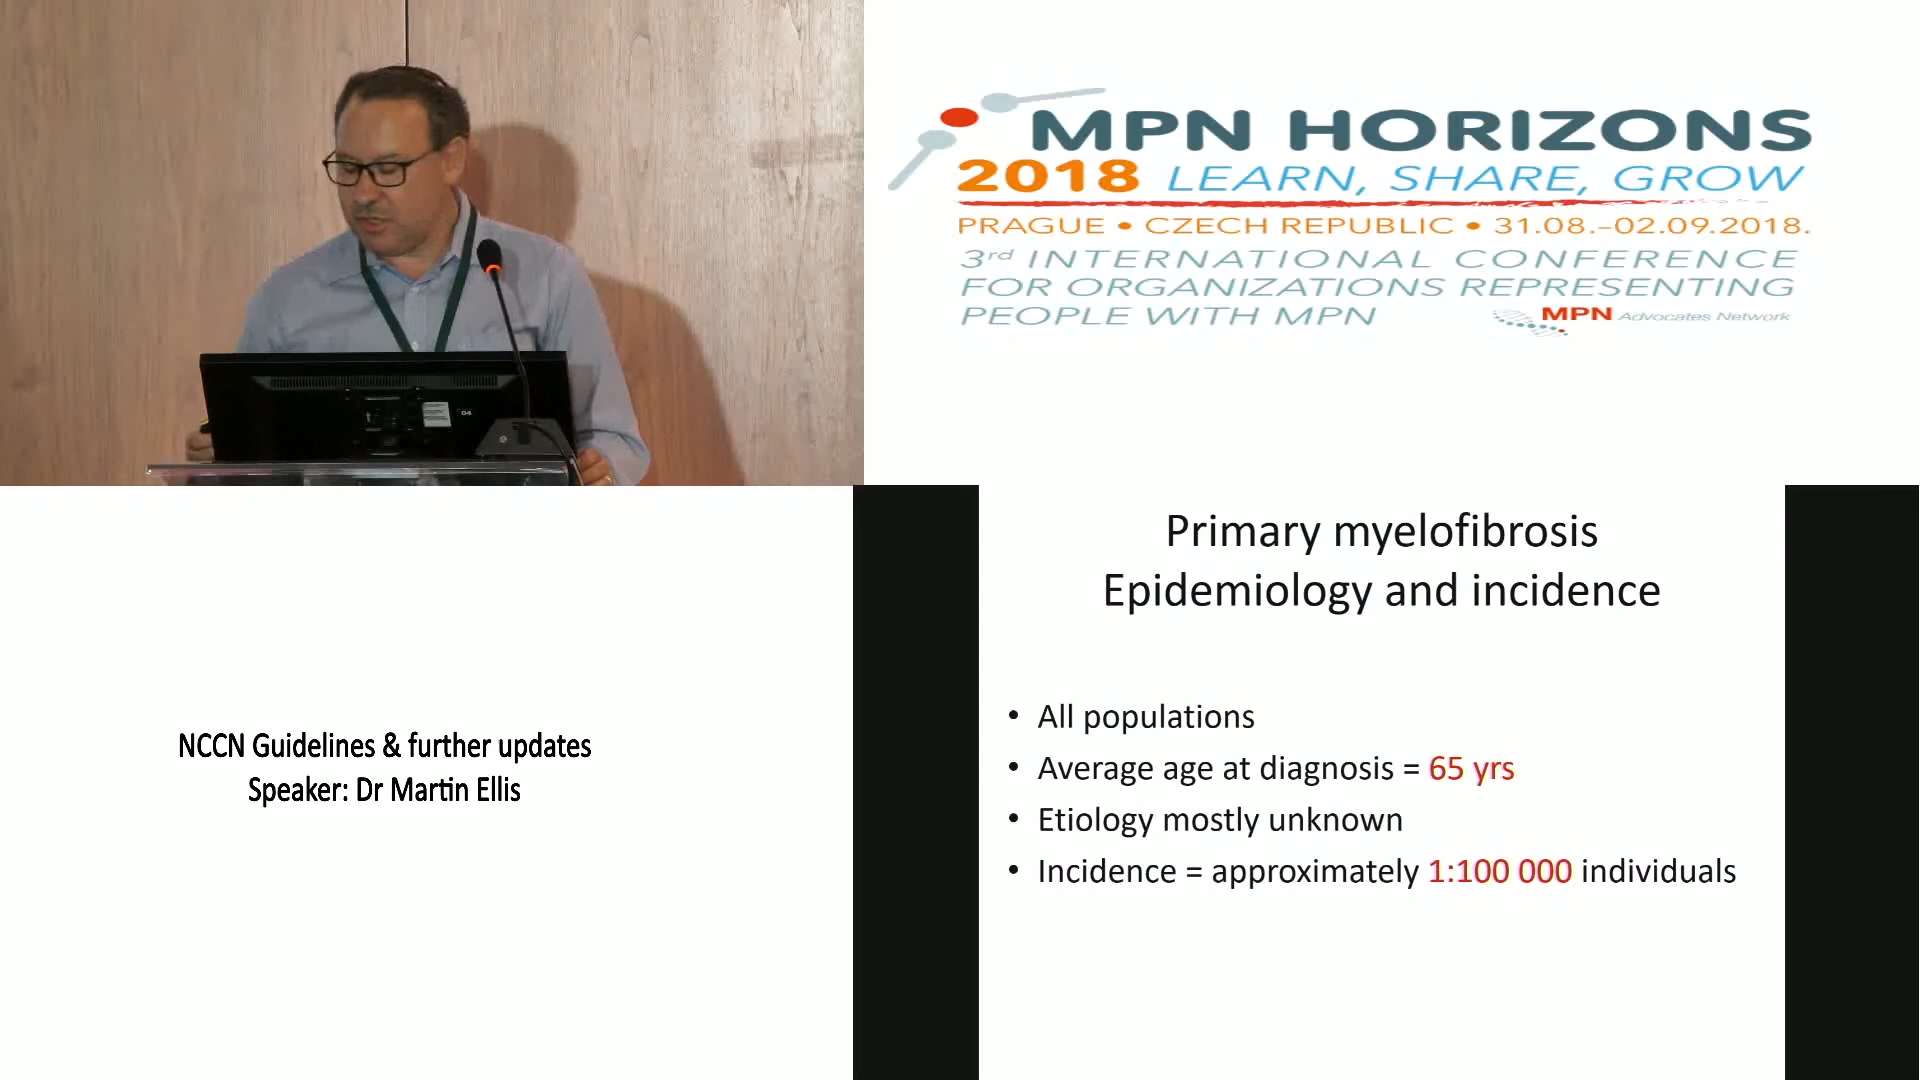 MPN HORIZONS
2018 LEARN, SHARE, GROW
PRAGUE • CZECH REPUBLIC • 31.08.–02.09.2018.
3rd INTERNATIONAL CONFERENCE
FOR ORGANIZATIONS REPRESENTING
PEOPLE WITH MPN
MPN Advocates Network
04
NCCN Guidelines & further updates
Speaker: Dr Martin Ellis
Primary myelofibrosis
Epidemiology and incidence
• All populations
• Average age at diagnosis = 65 yrs
• Etiology mostly unknown
• Incidence = approximately 1:100 000 individuals